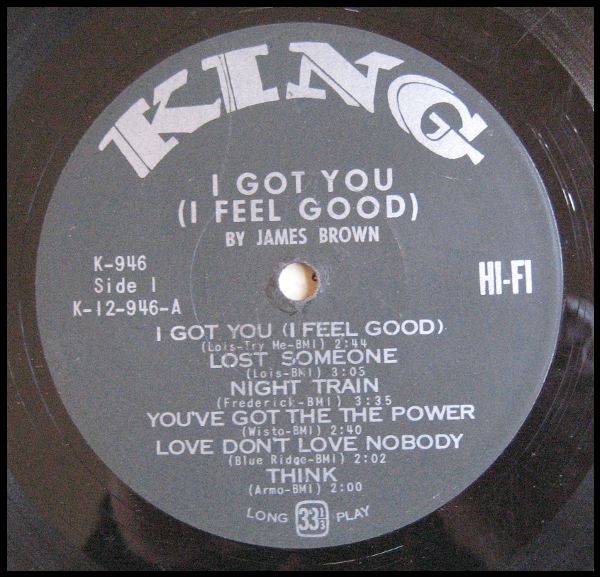 KING
I GOT YOU
(I FEEL GOOD)
BY JAMES BROWN
K-946
Side 1
K-12-946-A
HI-FI
I GOT YOU (I FEEL GOOD)
(Lois-Try Me-BMI) 2:44
LOST SOMEONE
(Lois-BMI) 3:05
NIGHT TRAIN
(Frederick-BMI) 3:35
YOU'VE GOT THE THE POWER
(Wisto-BMI) 2:40
LOVE DON'T LOVE NOBODY
(Blue Ridge-BMI) 2:02
THINK
(Armo-BMI) 2:00
LONG 33 1/3 PLAY